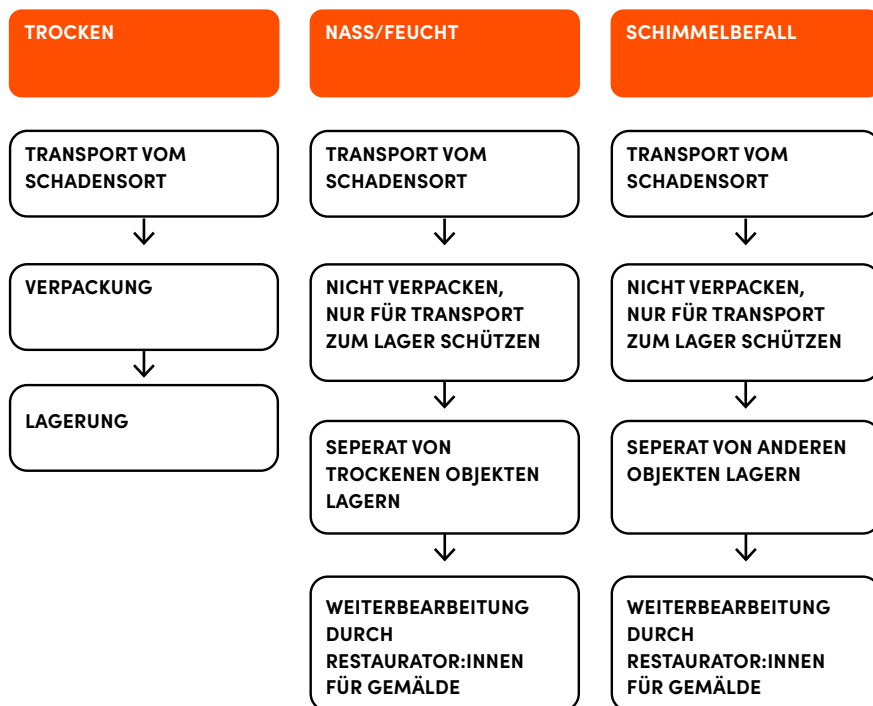 TROCKEN
NASS/FEUCHT
SCHIMMELBEFALL
TRANSPORT VOM
SCHADENSORT
VERPACKUNG
LAGERUNG
TRANSPORT VOM
SCHADENSORT
NICHT VERPACKEN,
NUR FÜR TRANSPORT
ZUM LAGER SCHÜTZEN
SEPERAT VON
TROCKENEN OBJEKTEN
LAGERN
WEITERBEARBEITUNG
DURCH
RESTAURATOR:INNEN
FÜR GEMÄLDE
TRANSPORT VOM
SCHADENSORT
NICHT VERPACKEN,
NUR FÜR TRANSPORT
ZUM LAGER SCHÜTZEN
SEPERAT VON ANDEREN
OBJEKTEN LAGERN
WEITERBEARBEITUNG
DURCH
RESTAURATOR:INNEN
FÜR GEMÄLDE